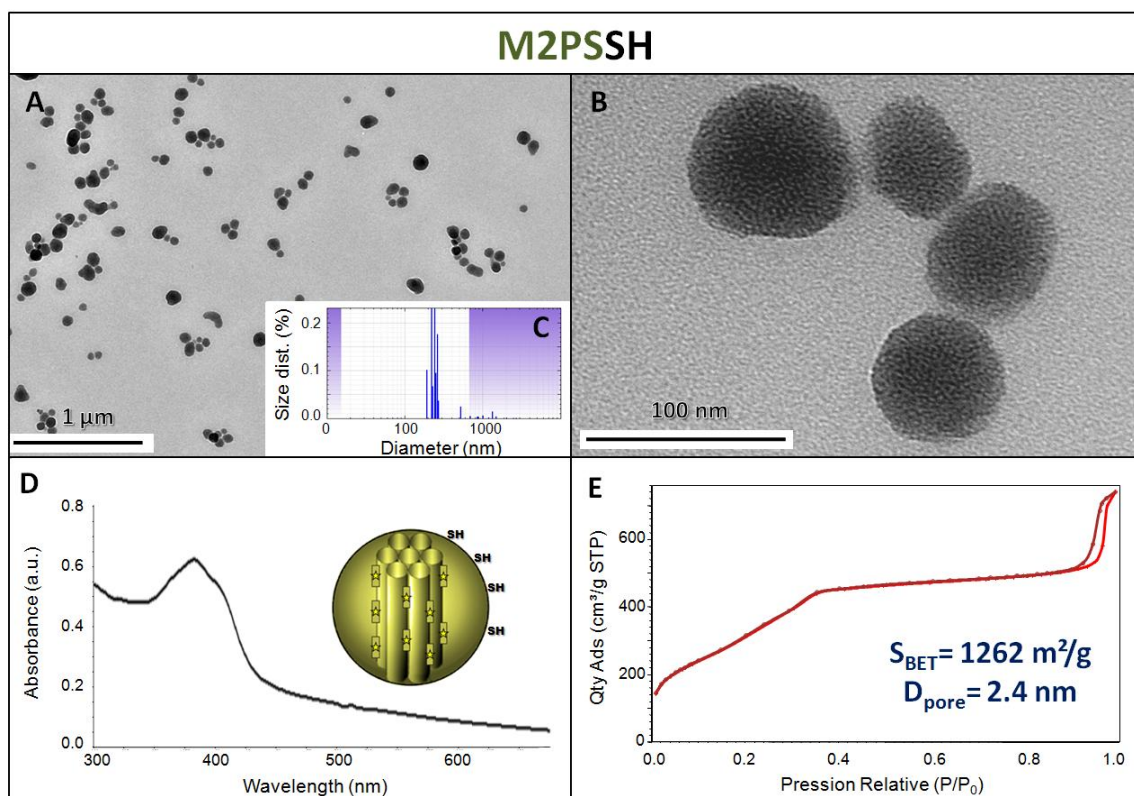 M2PSSH
A
1 µm
C
Size dist. (%)
0.2
0.1
0.0
0
100
1000
Diameter (nm)
B
100 nm
D
Absorbance (a.u.)
0.8
0.6
0.4
0.2
0.0
300
400
500
600
Wavelength (nm)
SH
SH
SH
SH
E
Qty Ads (cm³/g STP)
600
400
200
0
0.0
0.2
0.4
0.6
0.8
1.0
Pression Relative (P/P₀)
S_BET= 1262 m²/g
D_pore= 2.4 nm